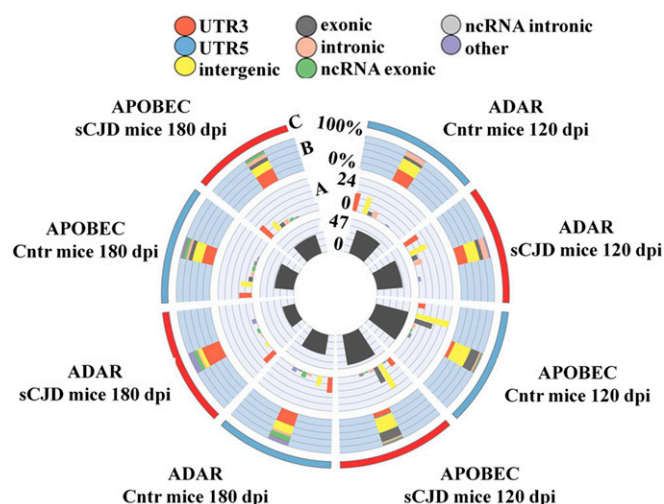 UTR3
UTR5
intergenic
exonic
intronic
ncRNA exonic
ncRNA intronic
other
APOBEC
sCJD mice 180 dpi
C
B
A
100%
0%
24
0
47
0
ADAR
Cntr mice 120 dpi
ADAR
sCJD mice 120 dpi
APOBEC
Cntr mice 120 dpi
APOBEC
sCJD mice 120 dpi
ADAR
Cntr mice 180 dpi
ADAR
sCJD mice 180 dpi
APOBEC
Cntr mice 180 dpi